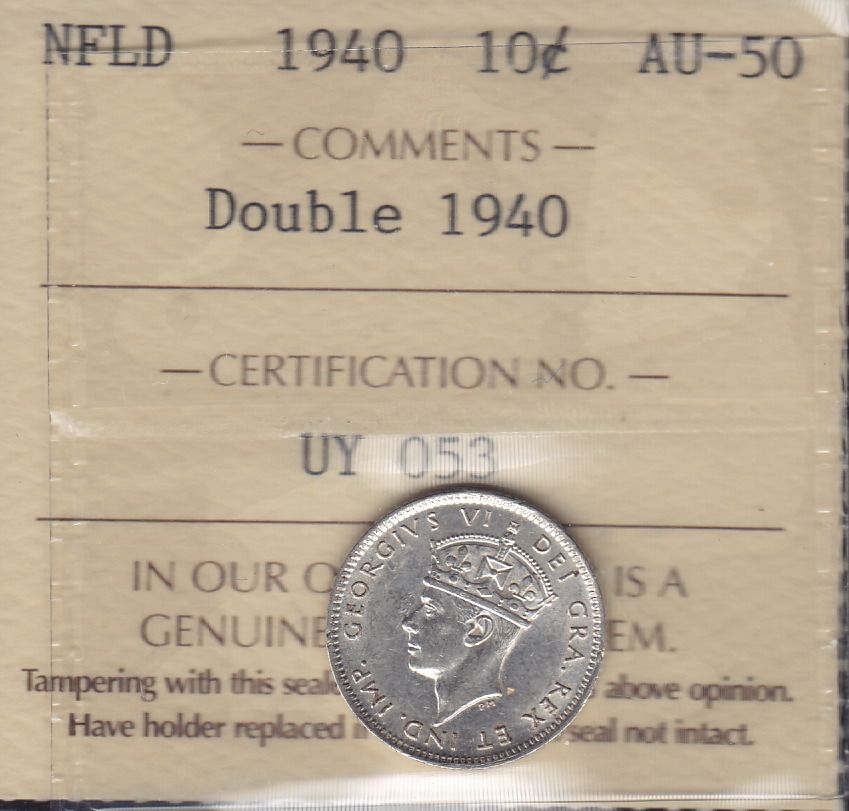 NFLD 1940 10¢ AU-50
— COMMENTS —
Double 1940
— CERTIFICATION NO. —
UY 053
IN OUR O IS A
GENUINE EM.
Tampering with this seal above opinion.
Have holder replaced seal not intact.
GEORGIVS VI DEI GRA. REX ET IND. IMP.
PM